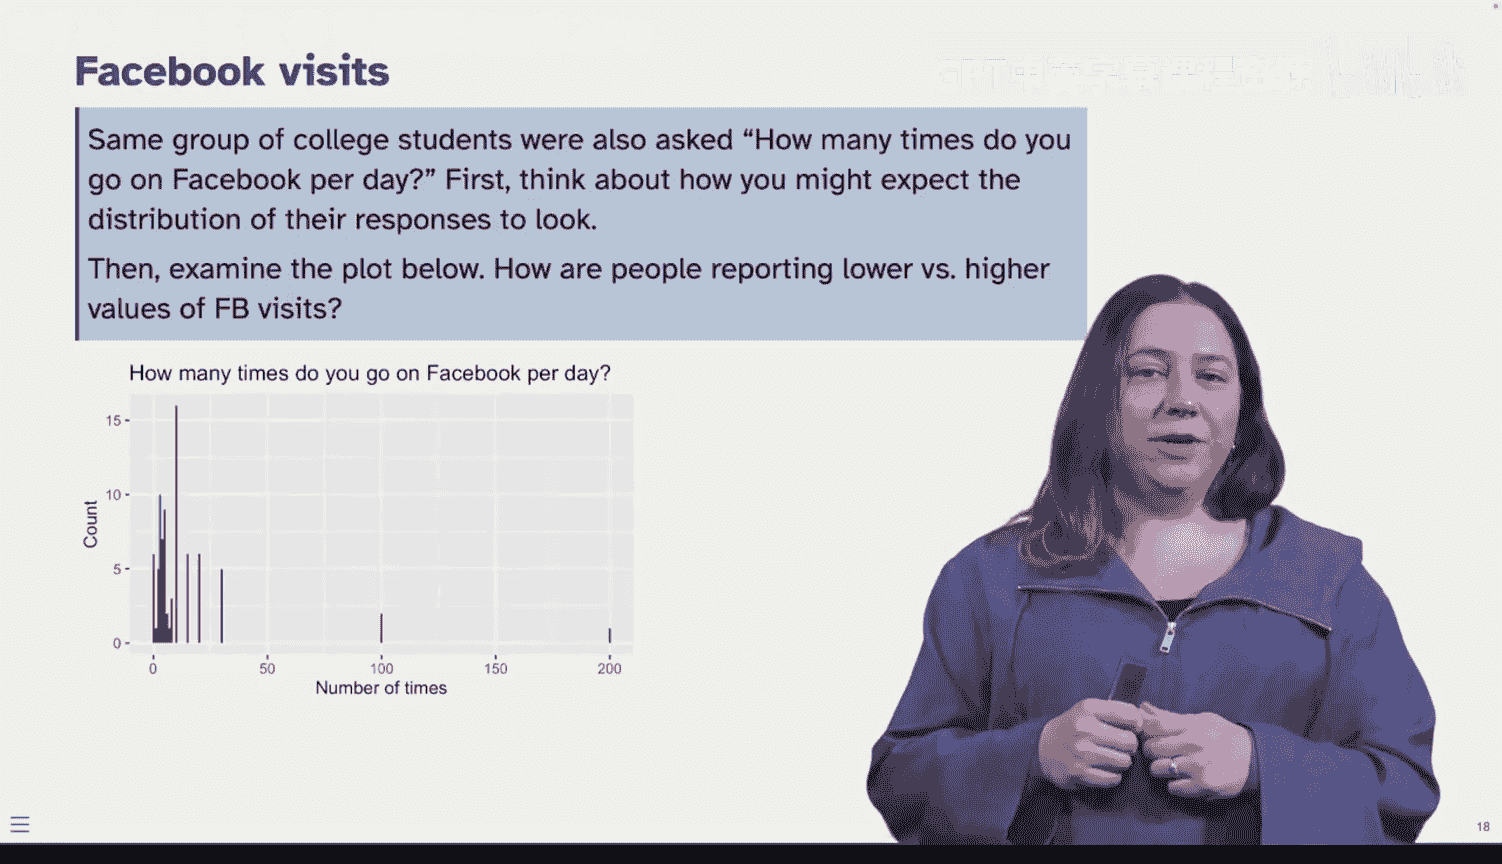 Facebook visits
Same group of college students were also asked “How many times do you
go on Facebook per day?” First, think about how you might expect the
distribution of their responses to look.
Then, examine the plot below. How are people reporting lower vs. higher
values of FB visits?
How many times do you go on Facebook per day?
15
10
5
0
Count
0 50 100 150 200
Number of times
18